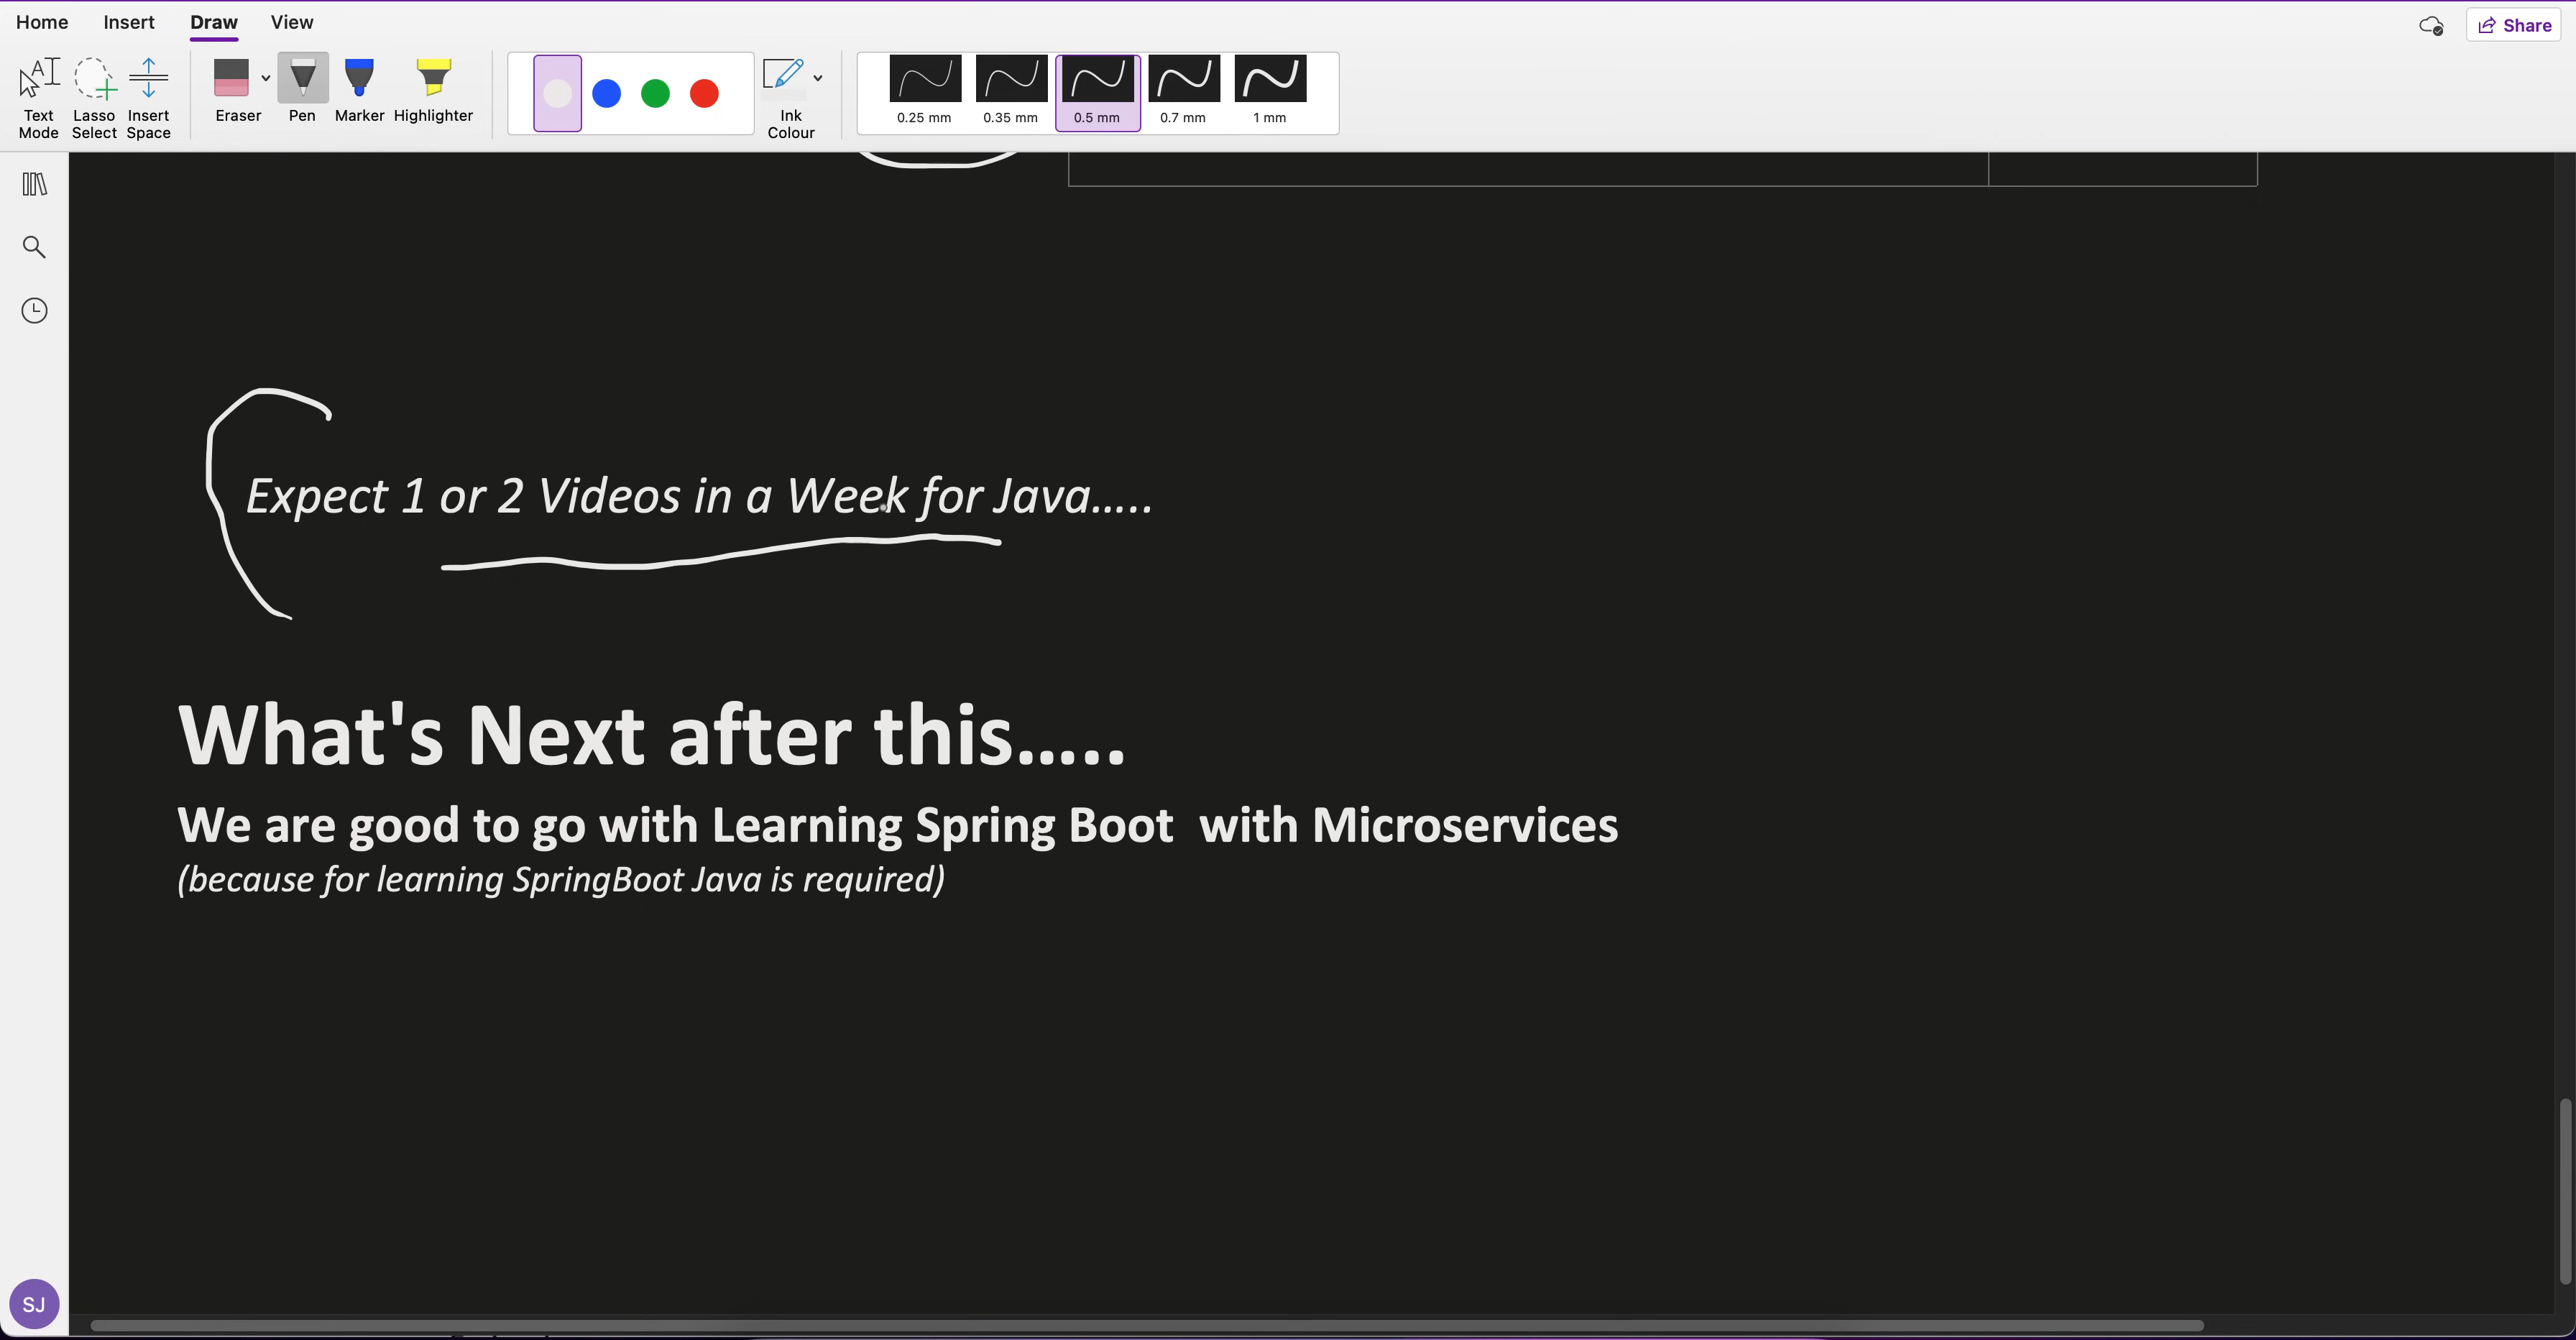 Home Insert Draw View
Share
Text Mode
Lasso Select
Insert Space
Eraser
Pen
Marker
Highlighter
Ink Colour
0.25 mm
0.35 mm
0.5 mm
0.7 mm
1 mm
Expect 1 or 2 Videos in a Week for Java.....
What's Next after this.....
We are good to go with Learning Spring Boot  with Microservices
(because for learning SpringBoot Java is required)
SJ